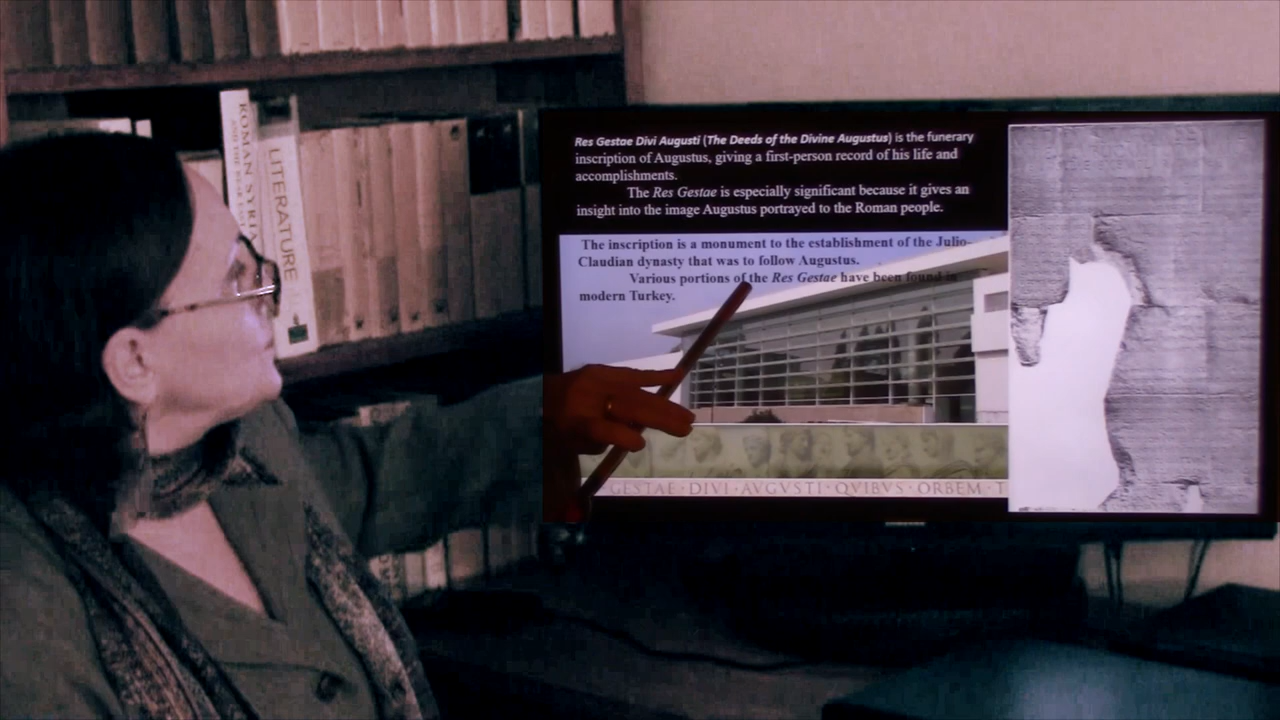 ROMAN SYRIA
LITERATURE
Res Gestae Divi Augusti (The Deeds of the Divine Augustus) is the funerary
inscription of Augustus, giving a first-person record of his life and
accomplishments.
The Res Gestae is especially significant because it gives an
insight into the image Augustus portrayed to the Roman people.
The inscription is a monument to the establishment of the Julio-
Claudian dynasty that was to follow Augustus.
Various portions of the Res Gestae have been found in
modern Turkey.
GESTAE · DIVI · AVGVSTI · QVIBVS · ORBEM · T